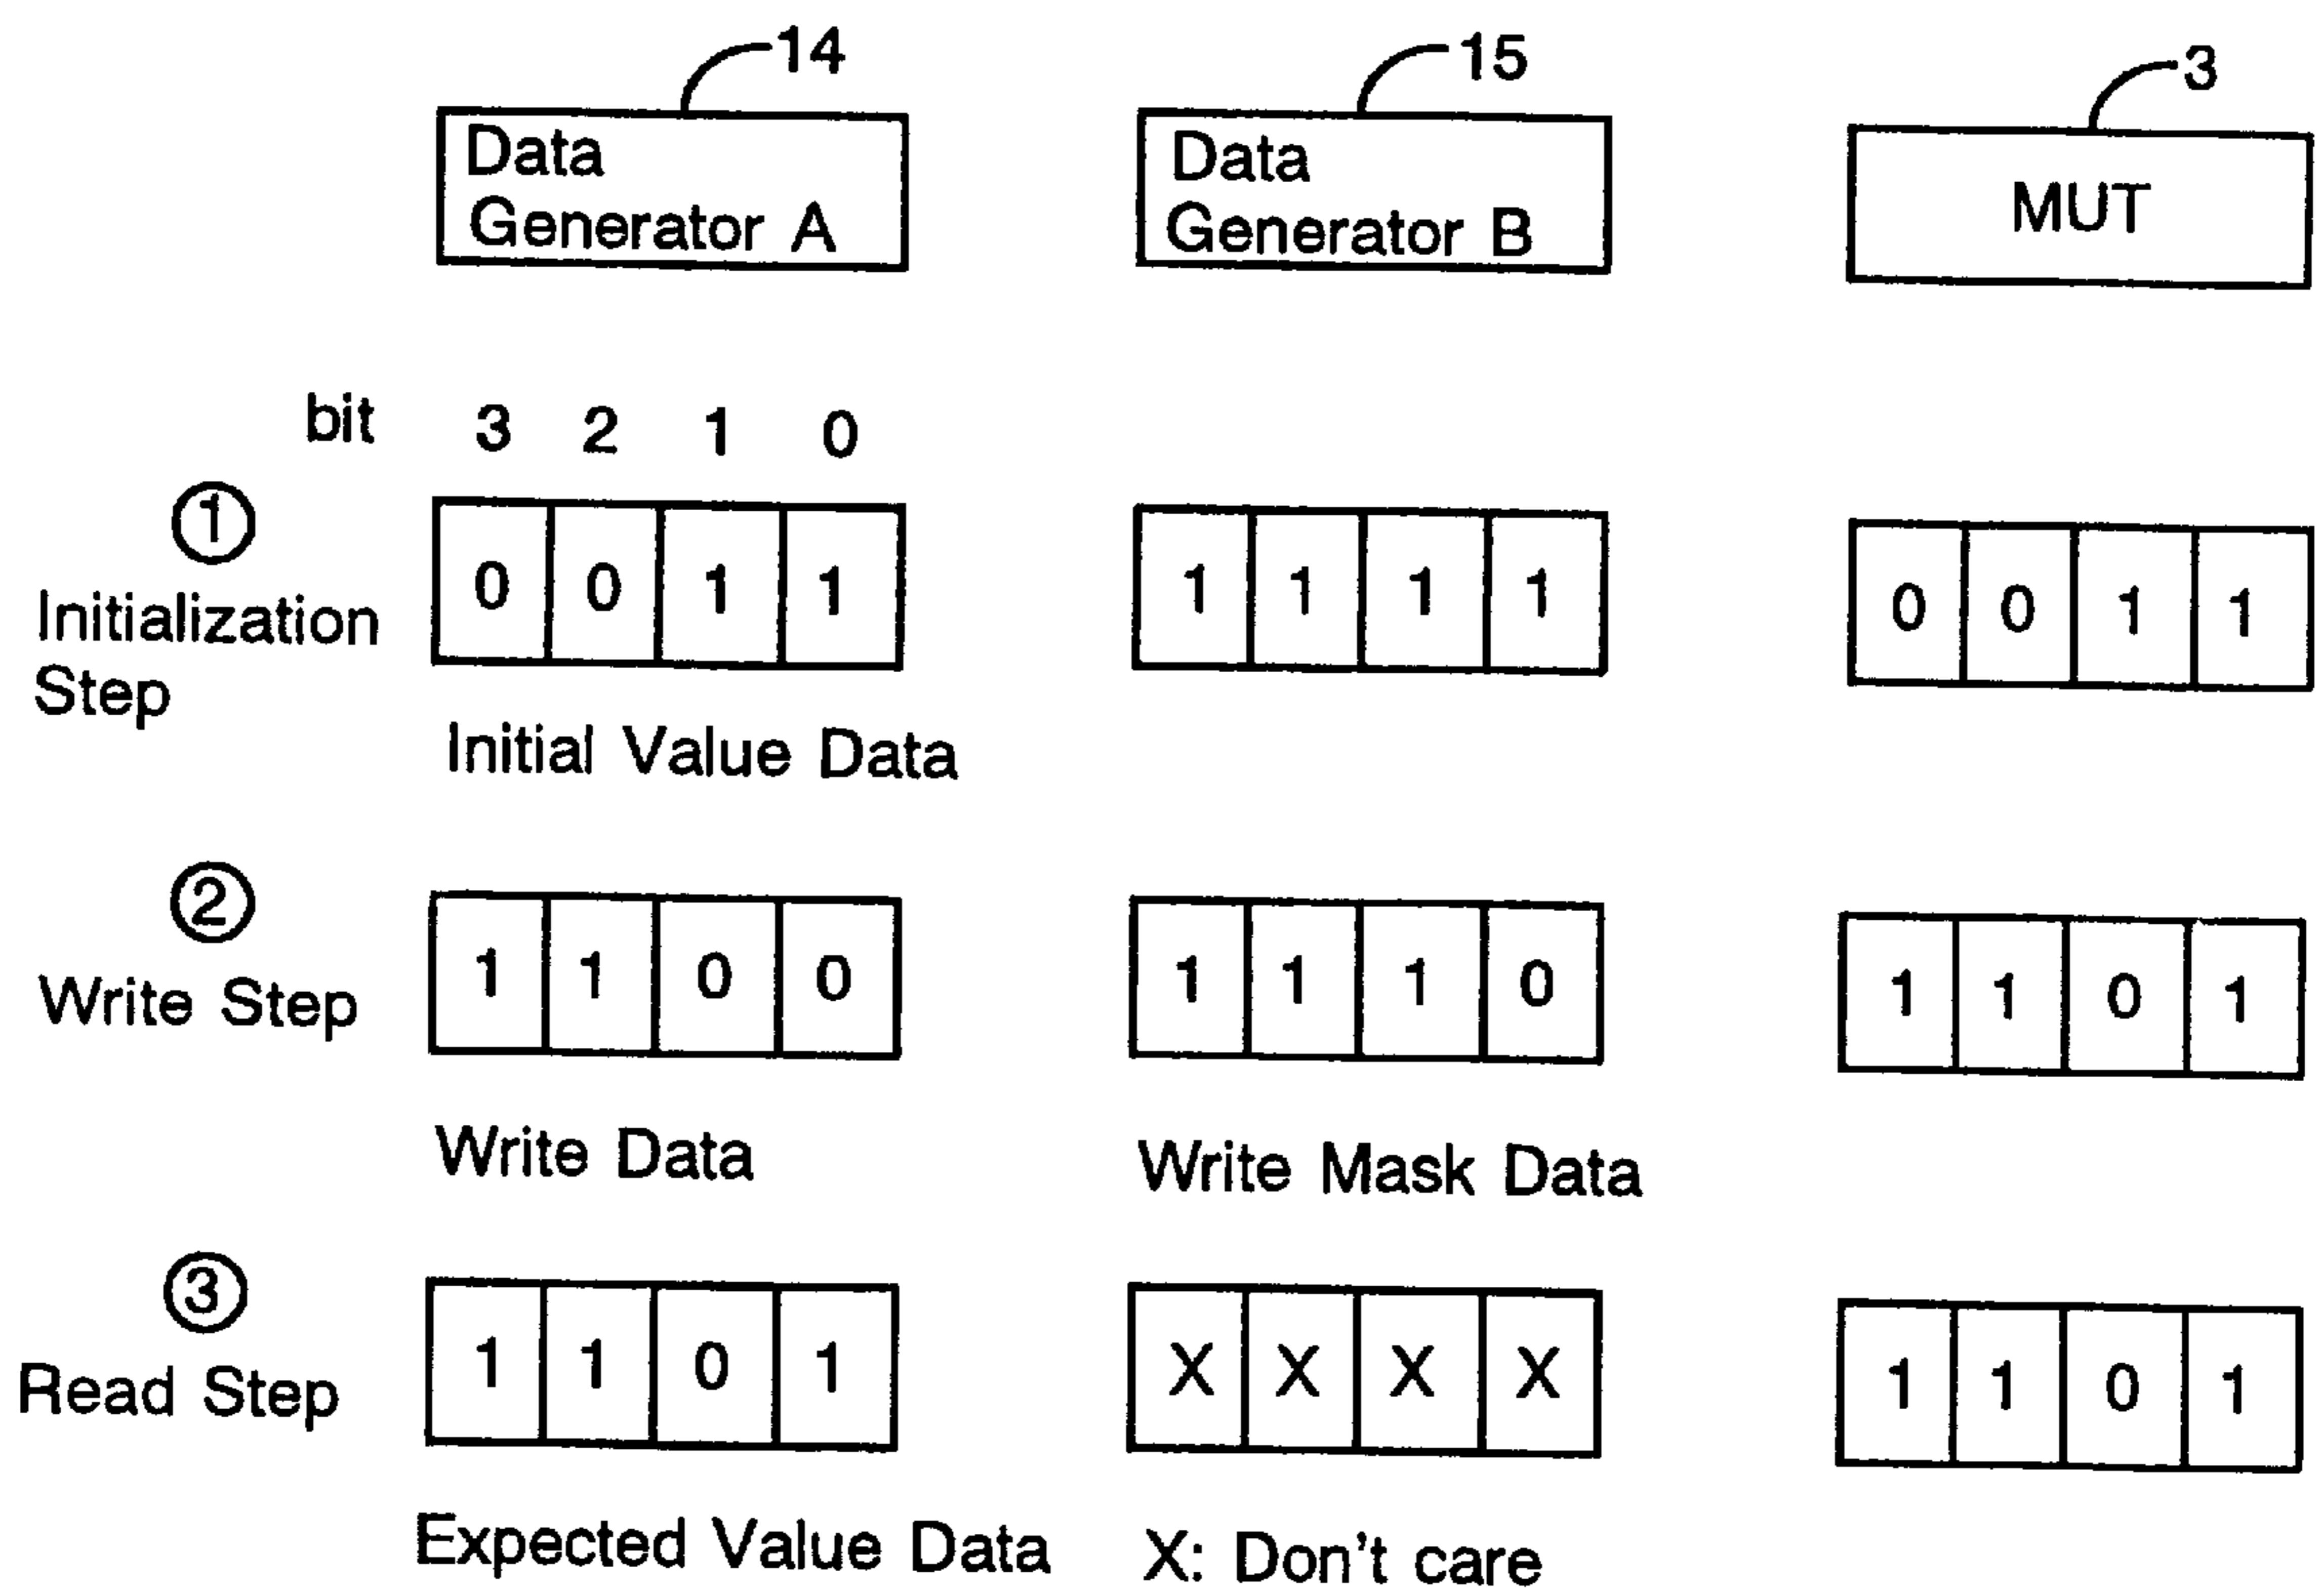 14
15
3
Data
Generator A
Data
Generator B
MUT
bit 3 2 1 0
①
Initialization
Step
0 0 1 1
1 1 1 1
0 0 1 1
Initial Value Data
②
Write Step
1 1 0 0
1 1 1 0
1 1 0 1
Write Data
Write Mask Data
③
Read Step
1 1 0 1
X X X X
1 1 0 1
Expected Value Data
X: Don't care